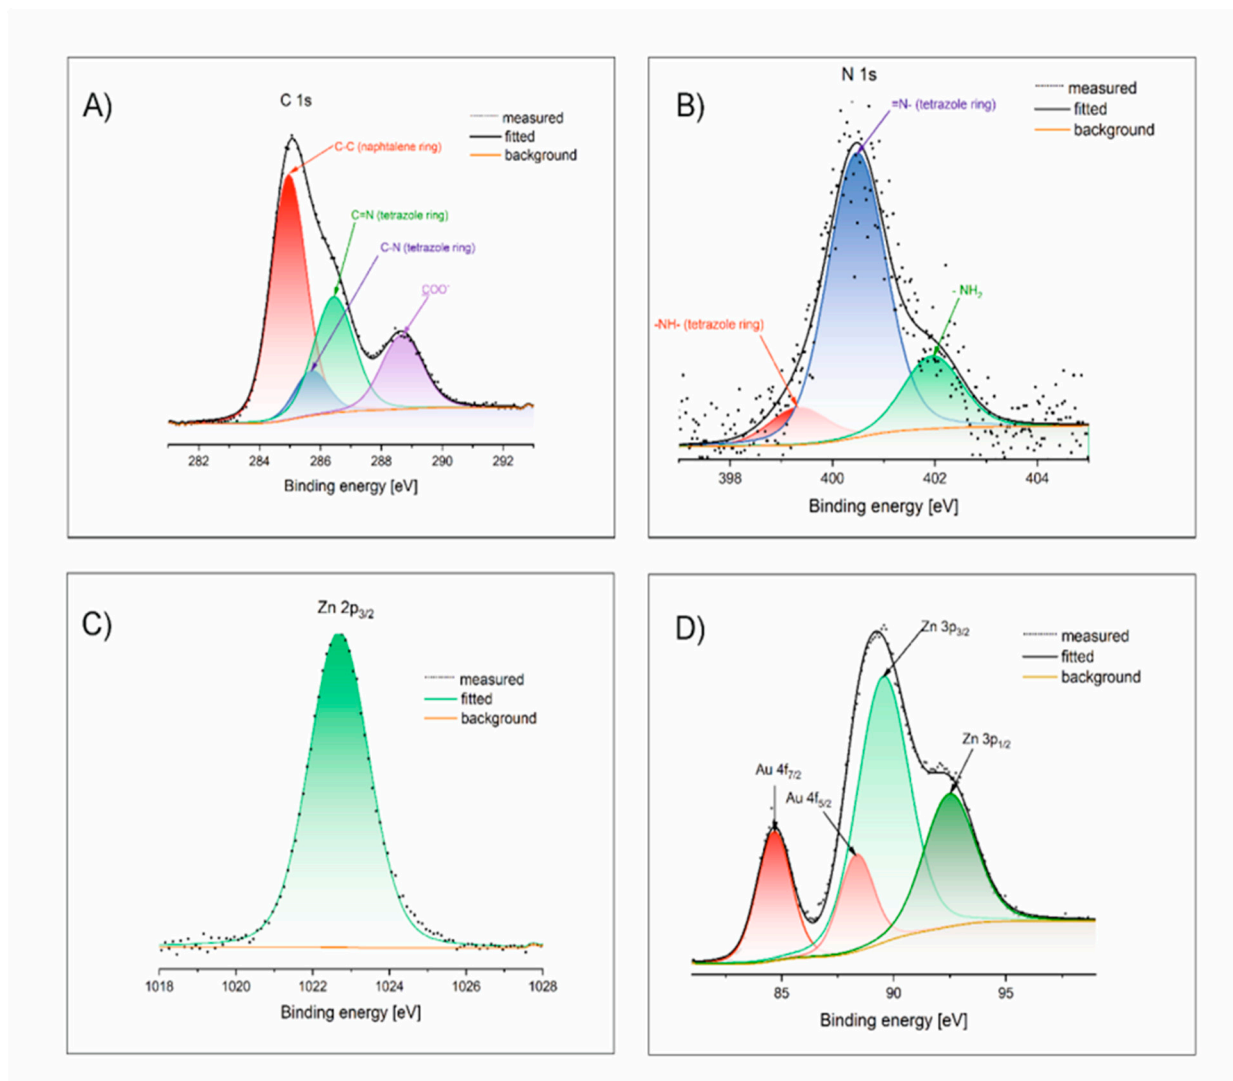 A)
C 1s
measured
fitted
background
C-C (naphtalene ring)
C=N (tetrazole ring)
C-N (tetrazole ring)
COO-
282 284 286 288 290 292
Binding energy [eV]
B)
N 1s
measured
fitted
background
=N- (tetrazole ring)
- NH2
-NH- (tetrazole ring)
398 400 402 404
Binding energy [eV]
C)
Zn 2p3/2
measured
fitted
background
1018 1020 1022 1024 1026 1028
Binding energy [eV]
D)
Zn 3p3/2
measured
fitted
background
Zn 3p1/2
Au 4f7/2
Au 4f5/2
85 90 95
Binding energy [eV]